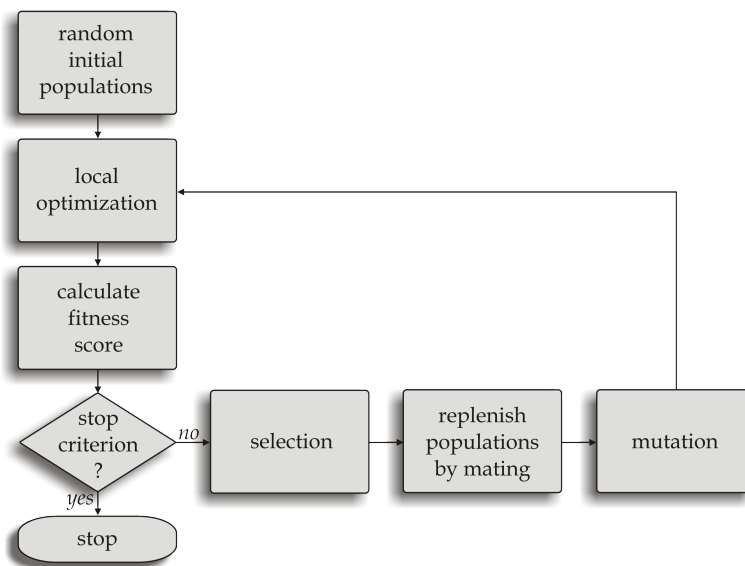 random
initial
populations
local
optimization
calculate
fitness
score
stop
criterion
?
no
selection
replenish
populations
by mating
mutation
yes
stop